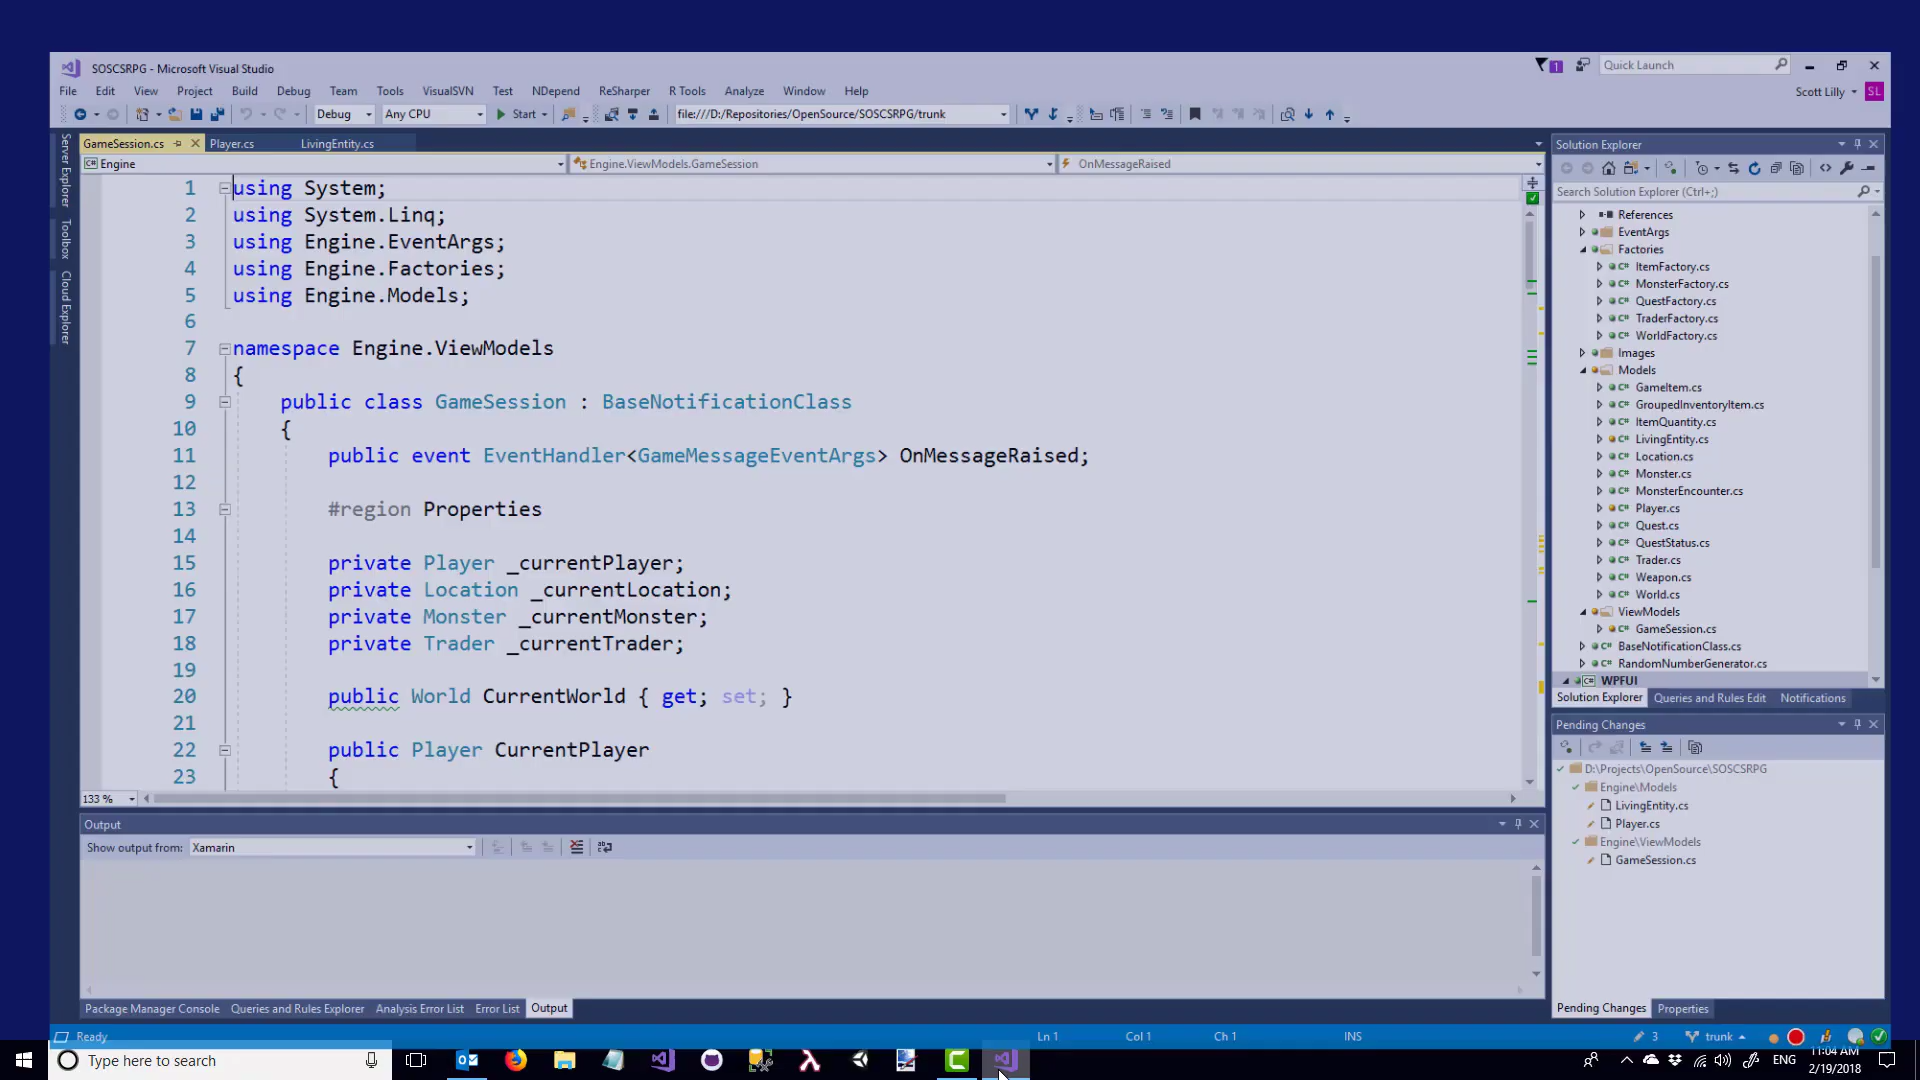 SOSCSRPG - Microsoft Visual Studio
1
Quick Launch
File Edit View Project Build Debug Team Tools VisualSVN Test NDepend ReSharper R Tools Analyze Window Help
Scott Lilly
SL
Debug
Any CPU
Start
file:///D:/Repositories/OpenSource/SOSCSRPG/trunk
Server Explorer
Toolbox
Cloud Explorer
GameSession.cs
Player.cs
LivingEntity.cs
C# Engine
Engine.ViewModels.GameSession
OnMessageRaised
1 using System;
2 using System.Linq;
3 using Engine.EventArgs;
4 using Engine.Factories;
5 using Engine.Models;
6
7 namespace Engine.ViewModels
8 {
9 public class GameSession : BaseNotificationClass
10 {
11 public event EventHandler<GameMessageEventArgs> OnMessageRaised;
12
13 #region Properties
14
15 private Player _currentPlayer;
16 private Location _currentLocation;
17 private Monster _currentMonster;
18 private Trader _currentTrader;
19
20 public World CurrentWorld { get; set; }
21
22 public Player CurrentPlayer
23 {
133 %
Output
Show output from: Xamarin
Package Manager Console
Queries and Rules Explorer
Analysis Error List
Error List
Output
Solution Explorer
Search Solution Explorer (Ctrl+;)
References
EventArgs
Factories
C# ItemFactory.cs
C# MonsterFactory.cs
C# QuestFactory.cs
C# TraderFactory.cs
C# WorldFactory.cs
Images
Models
C# GameItem.cs
C# GroupedInventoryItem.cs
C# ItemQuantity.cs
C# LivingEntity.cs
C# Location.cs
C# Monster.cs
C# MonsterEncounter.cs
C# Player.cs
C# Quest.cs
C# QuestStatus.cs
C# Trader.cs
C# Weapon.cs
C# World.cs
ViewModels
C# GameSession.cs
C# BaseNotificationClass.cs
C# RandomNumberGenerator.cs
C# WPFUI
Solution Explorer
Queries and Rules Edit
Notifications
Pending Changes
D:\Projects\OpenSource\SOSCSRPG
Engine\Models
LivingEntity.cs
Player.cs
Engine\ViewModels
GameSession.cs
Pending Changes
Properties
Ready
Ln 1
Col 1
Ch 1
INS
3
trunk
Type here to search
ENG
11:04 AM
2/19/2018